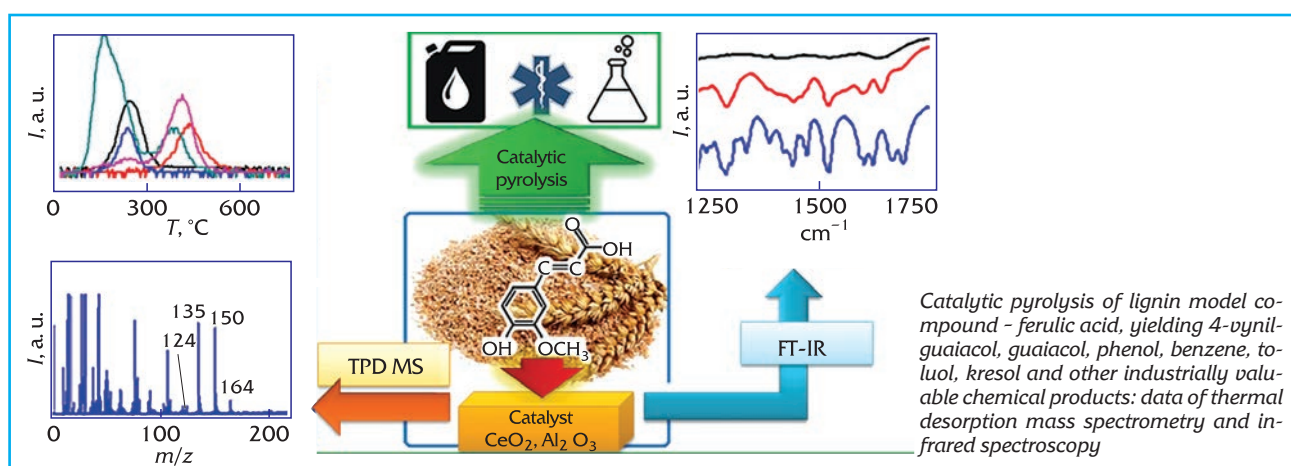 I, a. u.
0
300
600
T, °C
I, a. u.
135
150
124
164
0
100
200
m/z
Catalytic
pyrolysis
O
OH
C
C
OH
OCH₃
TPD MS
Catalyst
CeO₂, Al₂ O₃
FT-IR
I, a. u.
1250
1500
1750
cm⁻¹
Catalytic pyrolysis of lignin model co-
mpound – ferulic acid, yielding 4-vynil-
guaiacol, guaiacol, phenol, benzene, to-
luol, kresol and other industrially valu-
able chemical products: data of thermal
desorption mass spectrometry and in-
frared spectroscopy